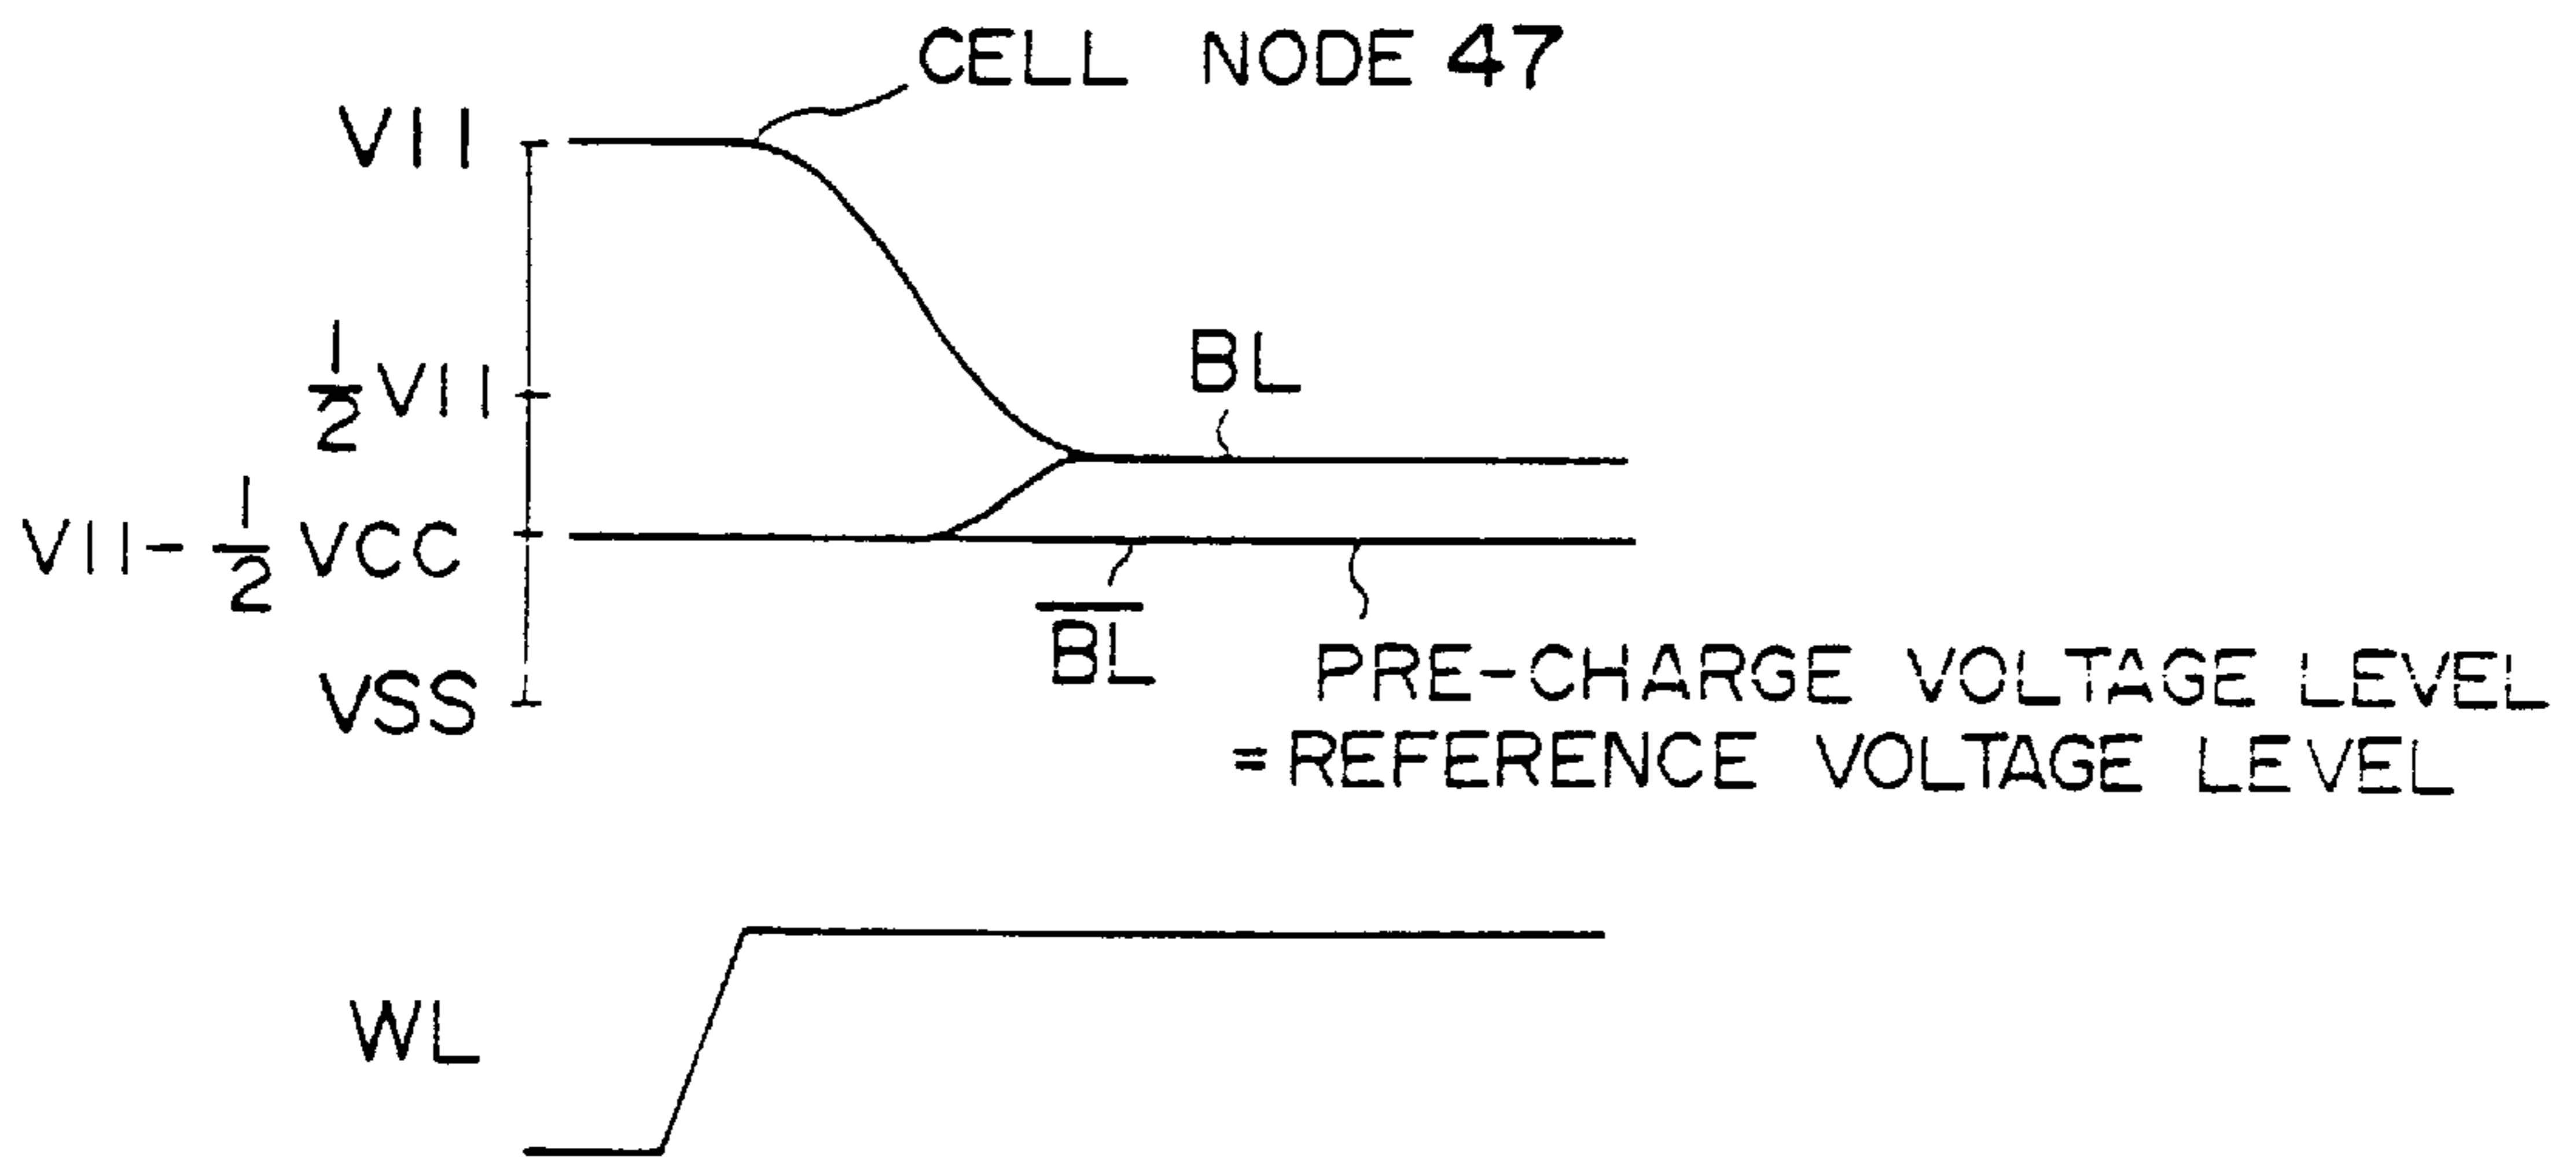 CELL NODE 47
VII
1/2 VII
BL
VII- 1/2 VCC
B̅L̅
VSS
PRE-CHARGE VOLTAGE LEVEL
=REFERENCE VOLTAGE LEVEL
WL